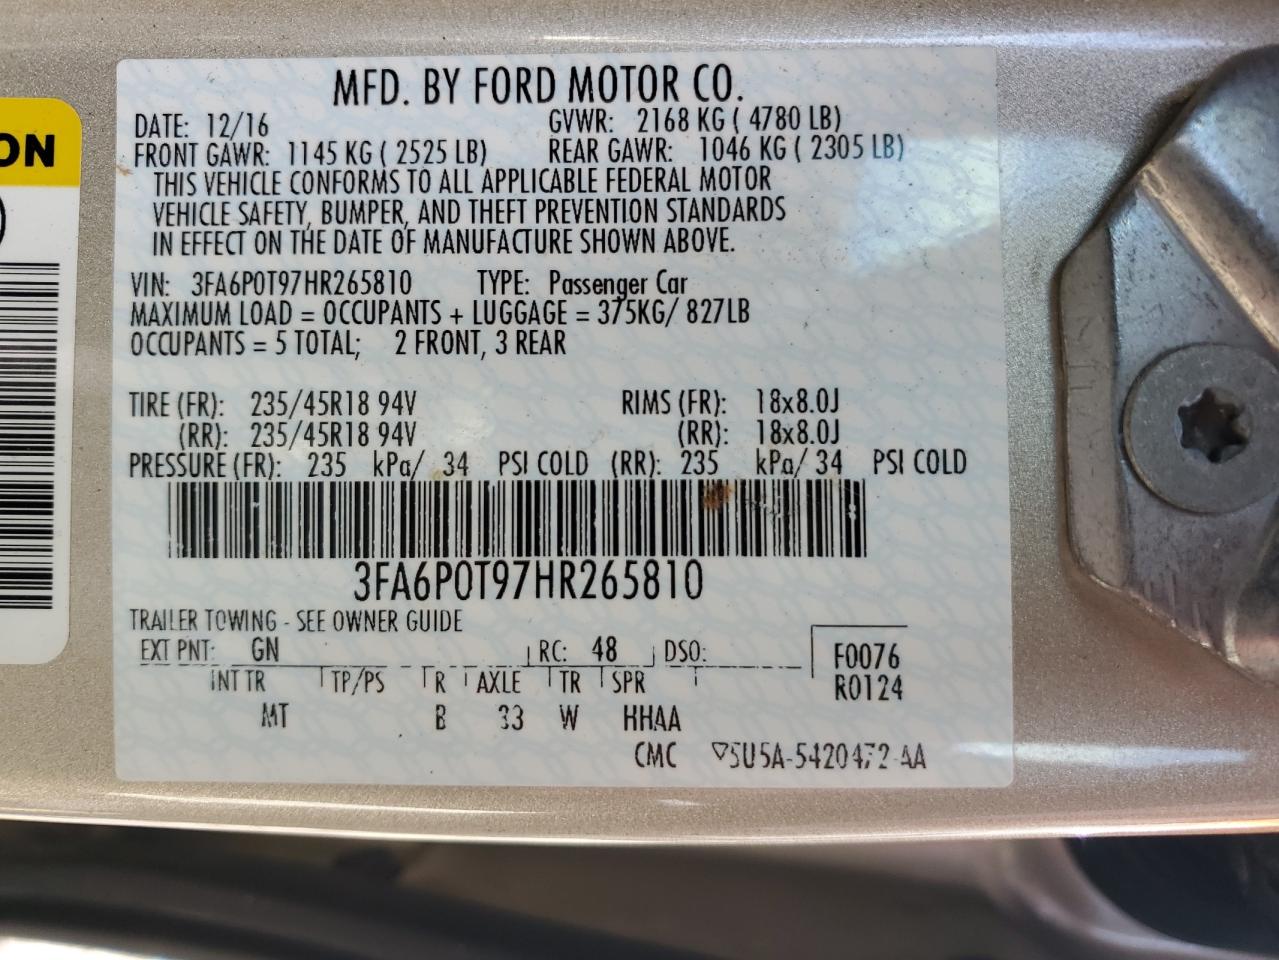 ON
MFD. BY FORD MOTOR CO.
DATE: 12/16 GVWR: 2168 KG ( 4780 LB)
FRONT GAWR: 1145 KG ( 2525 LB) REAR GAWR: 1046 KG ( 2305 LB)
THIS VEHICLE CONFORMS TO ALL APPLICABLE FEDERAL MOTOR
VEHICLE SAFETY, BUMPER, AND THEFT PREVENTION STANDARDS
IN EFFECT ON THE DATE OF MANUFACTURE SHOWN ABOVE.
VIN: 3FA6P0T97HR265810 TYPE: Passenger Car
MAXIMUM LOAD = OCCUPANTS + LUGGAGE = 375KG/ 827LB
OCCUPANTS = 5 TOTAL; 2 FRONT, 3 REAR
TIRE (FR): 235/45R18 94V RIMS (FR): 18x8.0J
(RR): 235/45R18 94V (RR): 18x8.0J
PRESSURE (FR): 235 kPa/ 34 PSI COLD (RR): 235 kPa/ 34 PSI COLD
3FA6P0T97HR265810
TRAILER TOWING - SEE OWNER GUIDE
EXT PNT: GN RC: 48 DSO: F0076
INT TR TP/PS R AXLE TR SPR R0124
MT B 33 W HHAA
CMC ▽5U5A-5420472-AA